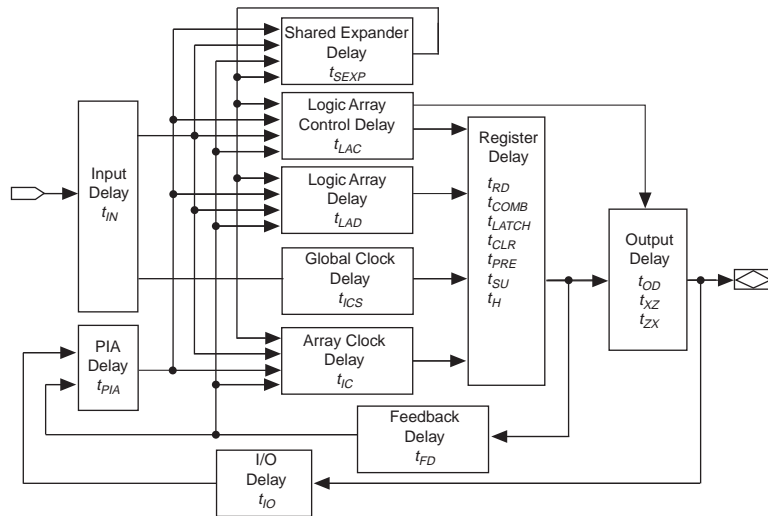 Shared Expander
Delay
tSEXP
Logic Array
Control Delay
tLAC
Register
Delay
tRD
tCOMB
tLATCH
tCLR
tPRE
tSU
tH
Input
Delay
tIN
Logic Array
Delay
tLAD
Output
Delay
tOD
tXZ
tZX
Global Clock
Delay
tICS
PIA
Delay
tPIA
Array Clock
Delay
tIC
Feedback
Delay
tFD
I/O
Delay
tIO